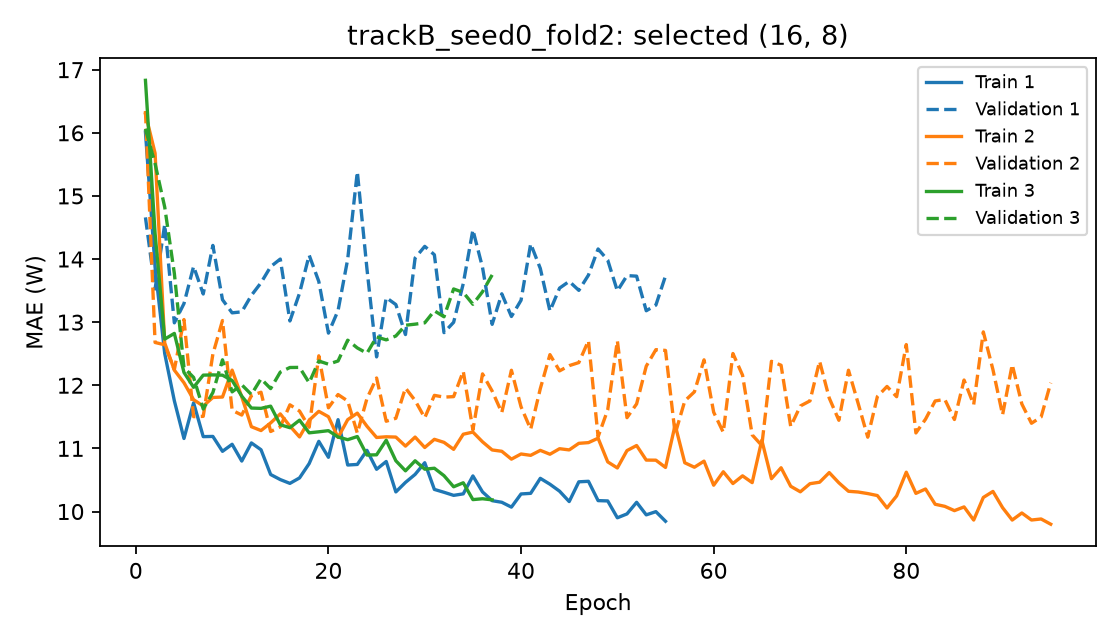 trackB_seed0_fold2: selected (16, 8)
17
16
15
14
13
12
11
10
MAE (W)
Train 1
Validation 1
Train 2
Validation 2
Train 3
Validation 3
0 20 40 60 80
Epoch